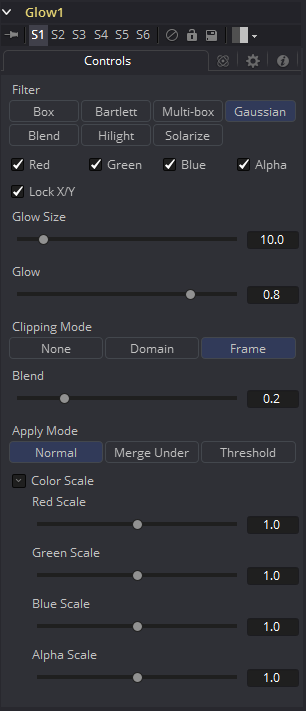 Glow1
S1 S2 S3 S4 S5 S6
Controls
Filter
Box Bartlett Multi-box Gaussian
Blend Hilight Solarize
Red Green Blue Alpha
Lock X/Y
Glow Size
10.0
Glow
0.8
Clipping Mode
None Domain Frame
Blend
0.2
Apply Mode
Normal Merge Under Threshold
Color Scale
Red Scale
1.0
Green Scale
1.0
Blue Scale
1.0
Alpha Scale
1.0